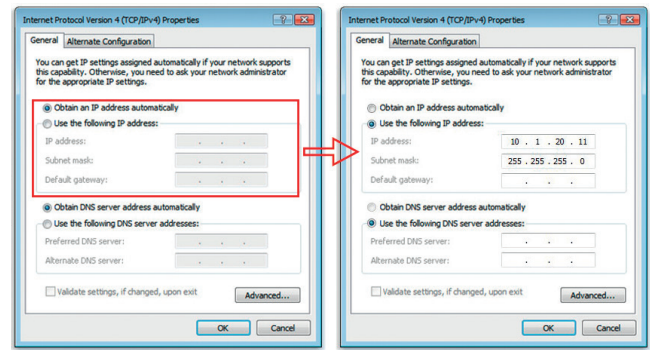 Internet Protocol Version 4 (TCP/IPv4) Properties
General
Alternate Configuration
You can get IP settings assigned automatically if your network supports
this capability. Otherwise, you need to ask your network administrator
for the appropriate IP settings.
Obtain an IP address automatically
Use the following IP address:
IP address:
Subnet mask:
Default gateway:
Obtain DNS server address automatically
Use the following DNS server addresses:
Preferred DNS server:
Alternate DNS server:
Validate settings, if changed, upon exit
Advanced...
OK
Cancel
Internet Protocol Version 4 (TCP/IPv4) Properties
General
Alternate Configuration
You can get IP settings assigned automatically if your network supports
this capability. Otherwise, you need to ask your network administrator
for the appropriate IP settings.
Obtain an IP address automatically
Use the following IP address:
IP address: 10 . 1 . 20 . 11
Subnet mask: 255 . 255 . 255 . 0
Default gateway:
Obtain DNS server address automatically
Use the following DNS server addresses:
Preferred DNS server:
Alternate DNS server:
Validate settings, if changed, upon exit
Advanced...
OK
Cancel